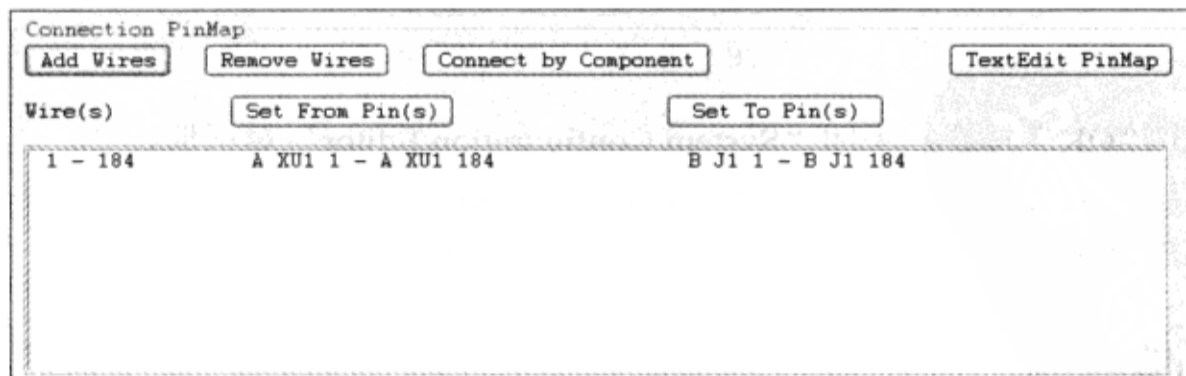 Connection PinMap
Add Wires Remove Wires Connect by Component TextEdit PinMap
Wire(s) Set From Pin(s) Set To Pin(s)
1 - 184 A XU1 1 - A XU1 184 B J1 1 - B J1 184